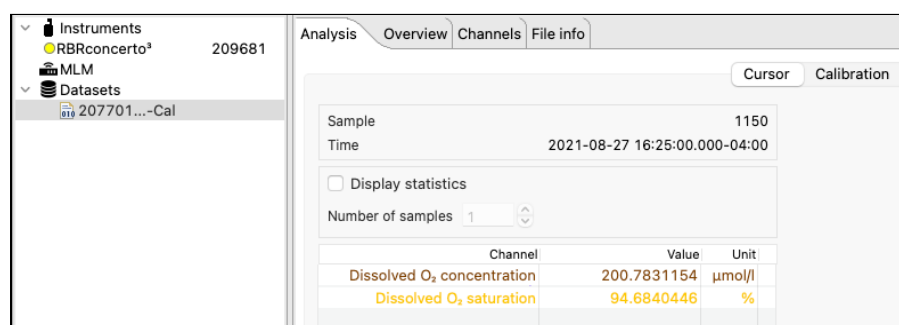 Instruments
RBRconcerto³ 209681
MLM
Datasets
207701...-Cal
Analysis Overview Channels File info
Cursor Calibration
Sample 1150
Time 2021-08-27 16:25:00.000-04:00
Display statistics
Number of samples 1
Channel Value Unit
Dissolved O₂ concentration 200.7831154 µmol/l
Dissolved O₂ saturation 94.6840446 %